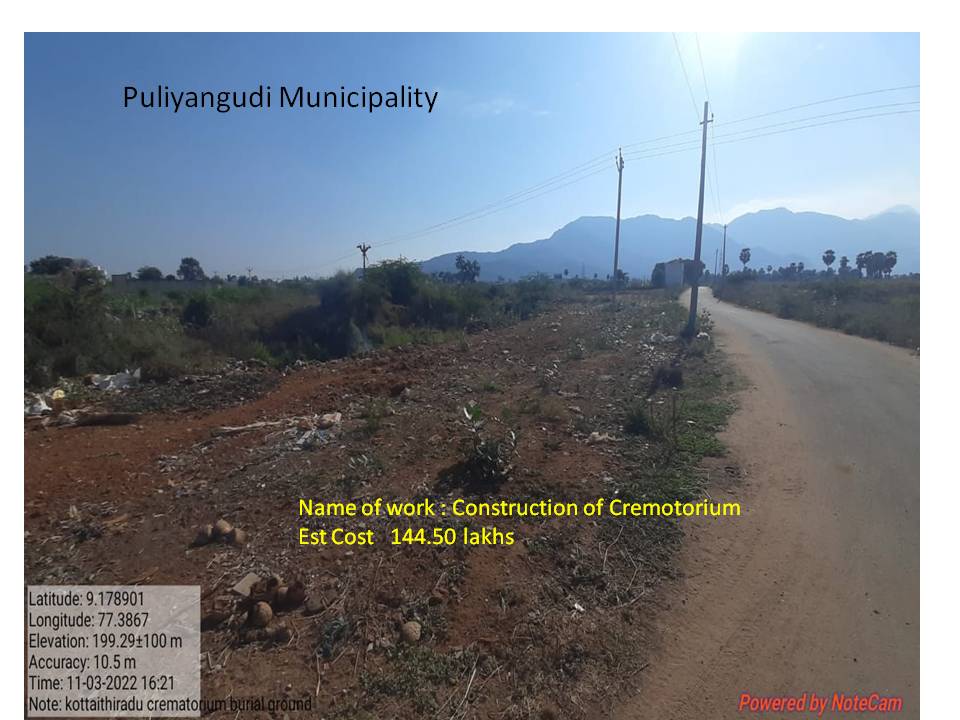 Puliyangudi Municipality
Name of work : Construction of Cremotorium
Est Cost   144.50 lakhs
Latitude: 9.178901
Longitude: 77.3867
Elevation: 199.29±100 m
Accuracy: 10.5 m
Time: 11-03-2022 16:21
Note: kottaithiradu crematorium burial ground
Powered by NoteCam